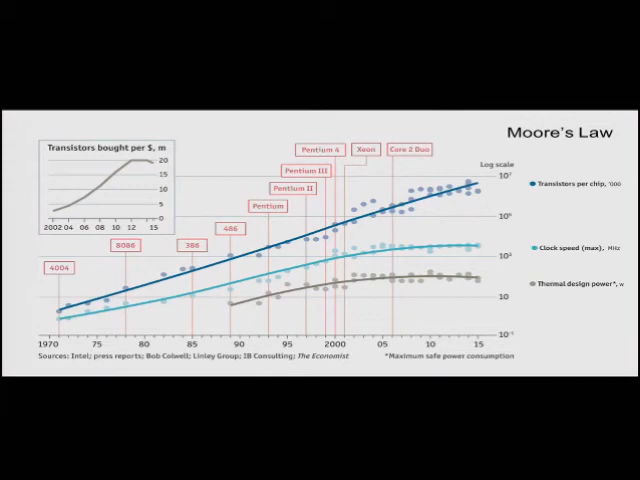 Moore's Law
Transistors bought per $, m
20
15
10
5
0
2002 04 06 08 10 12 15
Pentium 4
Xeon
Core 2 Duo
Pentium III
Pentium II
Pentium
486
386
8086
4004
Log scale
10⁷
10
10⁻¹
Transistors per chip, '000
Clock speed (max), MHz
Thermal design power*, w
1970 75 80 85 90 95 2000 05 10 15
Sources: Intel; press reports; Bob Colwell; Linley Group; IB Consulting; The Economist
*Maximum safe power consumption